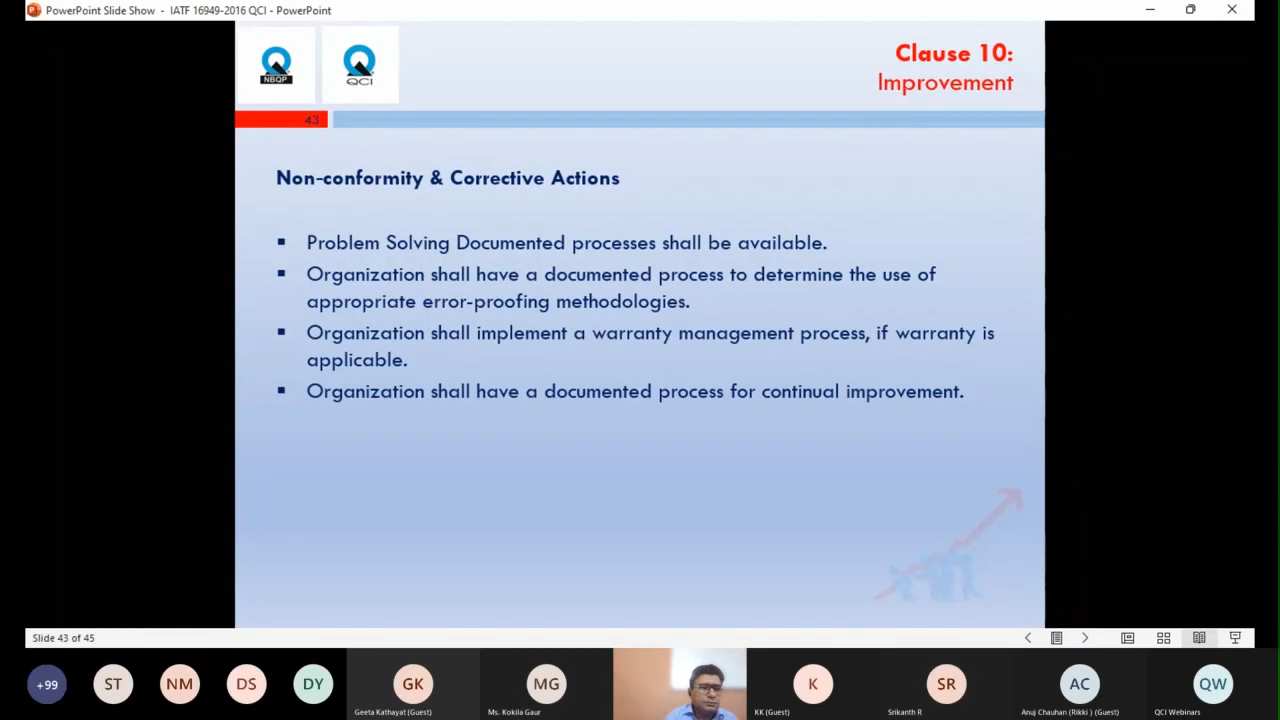 PowerPoint Slide Show - IATF 16949-2016 QCI - PowerPoint
NBQP
QCI
Clause 10:
Improvement
43
Non-conformity & Corrective Actions
▪ Problem Solving Documented processes shall be available.
▪ Organization shall have a documented process to determine the use of
appropriate error-proofing methodologies.
▪ Organization shall implement a warranty management process, if warranty is
applicable.
▪ Organization shall have a documented process for continual improvement.
Slide 43 of 45
+99
ST
NM
DS
DY
GK
MG
K
SR
AC
QW
Geeta Kathayat (Guest)
Ms. Kokila Gaur
KK (Guest)
Srikanth R
Anuj Chauhan (Rikki ) (Guest)
QCI Webinars